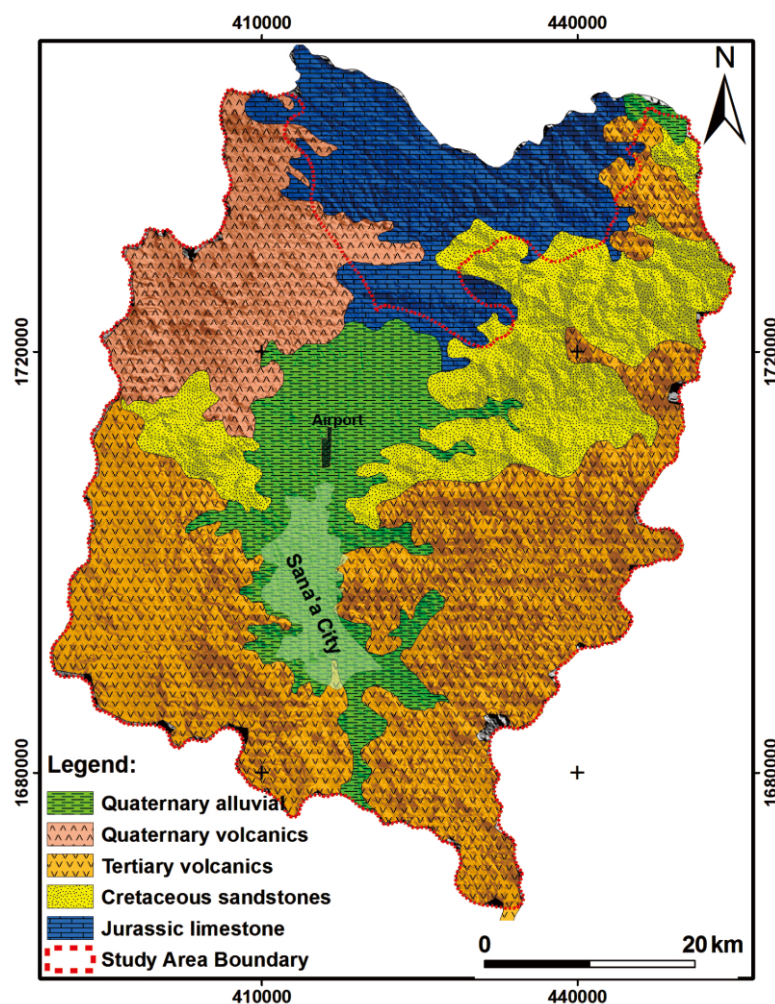 410000
440000
N
1720000
1720000
Airport
Sana'a City
1680000
1680000
Legend:
Quaternary alluvial
Quaternary volcanics
Tertiary volcanics
Cretaceous sandstones
Jurassic limestone
Study Area Boundary
0
20 km
410000
440000